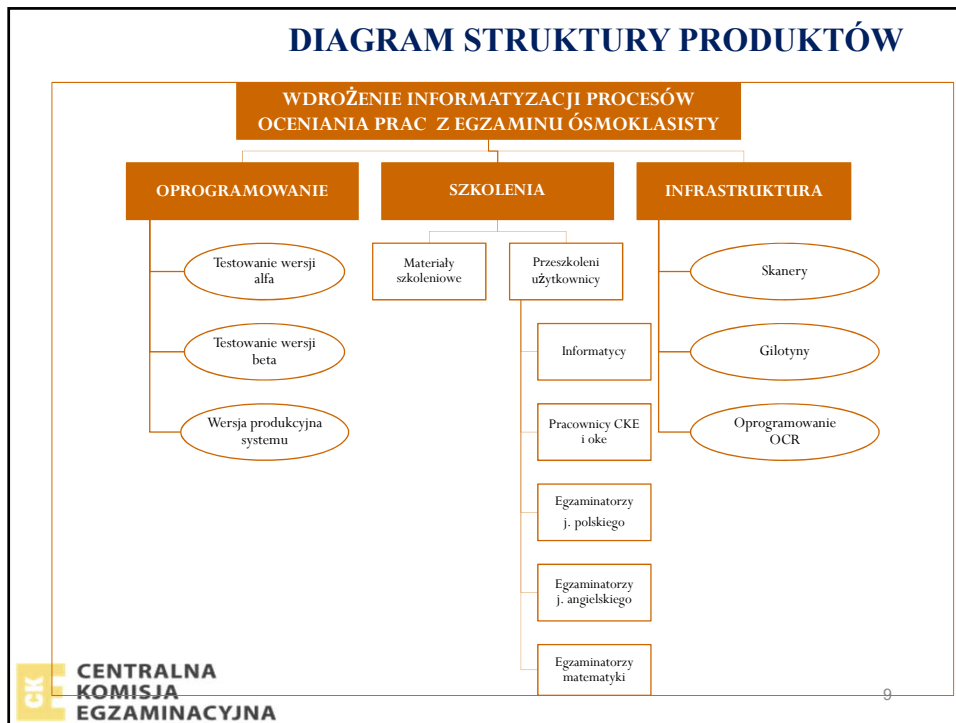 DIAGRAM STRUKTURY PRODUKTÓW
WDROŻENIE INFORMATYZACJI PROCESÓW
OCENIANIA PRAC Z EGZAMINU ÓSMOKLASISTY
OPROGRAMOWANIE
Testowanie wersji
alfa
Testowanie wersji
beta
Wersja produkcyjna
systemu
SZKOLENIA
Materiały
szkoleniowe
Przeszkoleni
użytkownicy
Informatycy
Pracownicy CKE
i oke
Egzaminatorzy
j. polskiego
Egzaminatorzy
j. angielskiego
Egzaminatorzy
matematyki
INFRASTRUKTURA
Skanery
Gilotyny
Oprogramowanie
OCR
CKE
CENTRALNA
KOMISJA
EGZAMINACYJNA
9